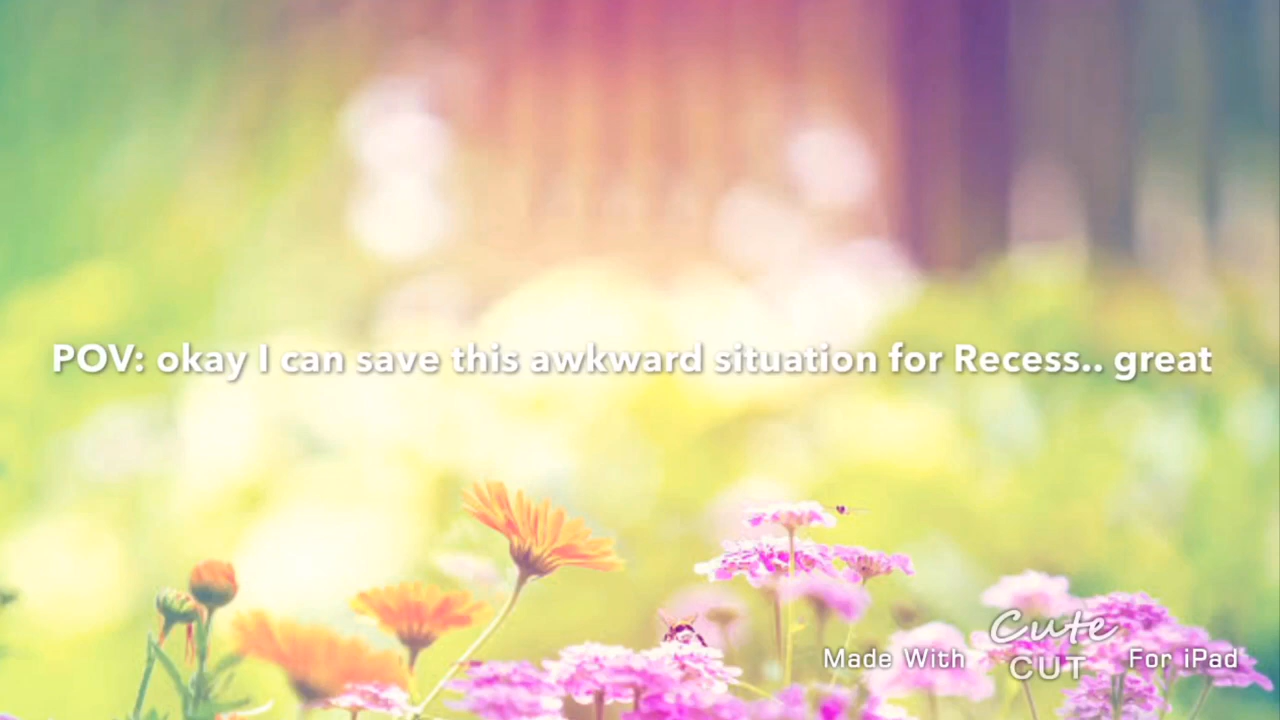 POV: okay I can save this awkward situation for Recess.. great
Made With Cute CUT For iPad